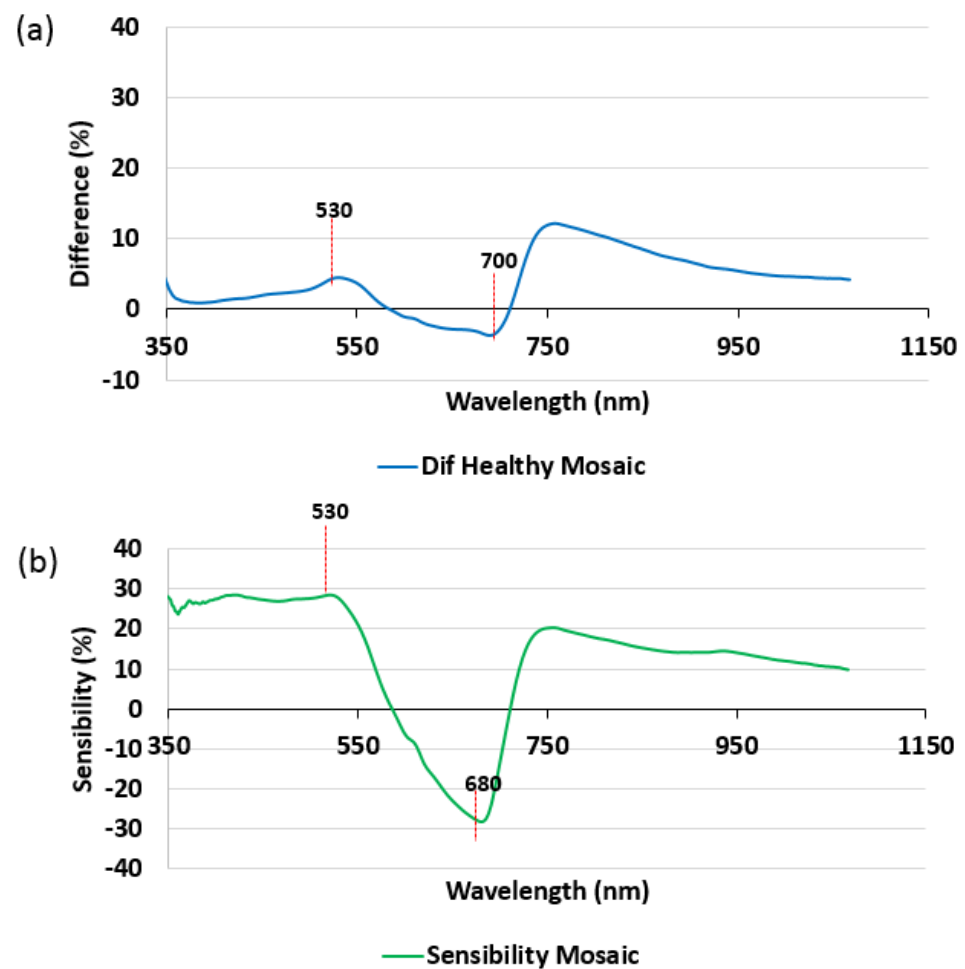 (a)
40
30
20
10
0
-10
Difference (%)
530
700
350 550 750 950 1150
Wavelength (nm)
Dif Healthy Mosaic
(b)
530
40
30
20
10
0
-10
-20
-30
-40
Sensibility (%)
350 550 750 950 1150
680
Wavelength (nm)
Sensibility Mosaic